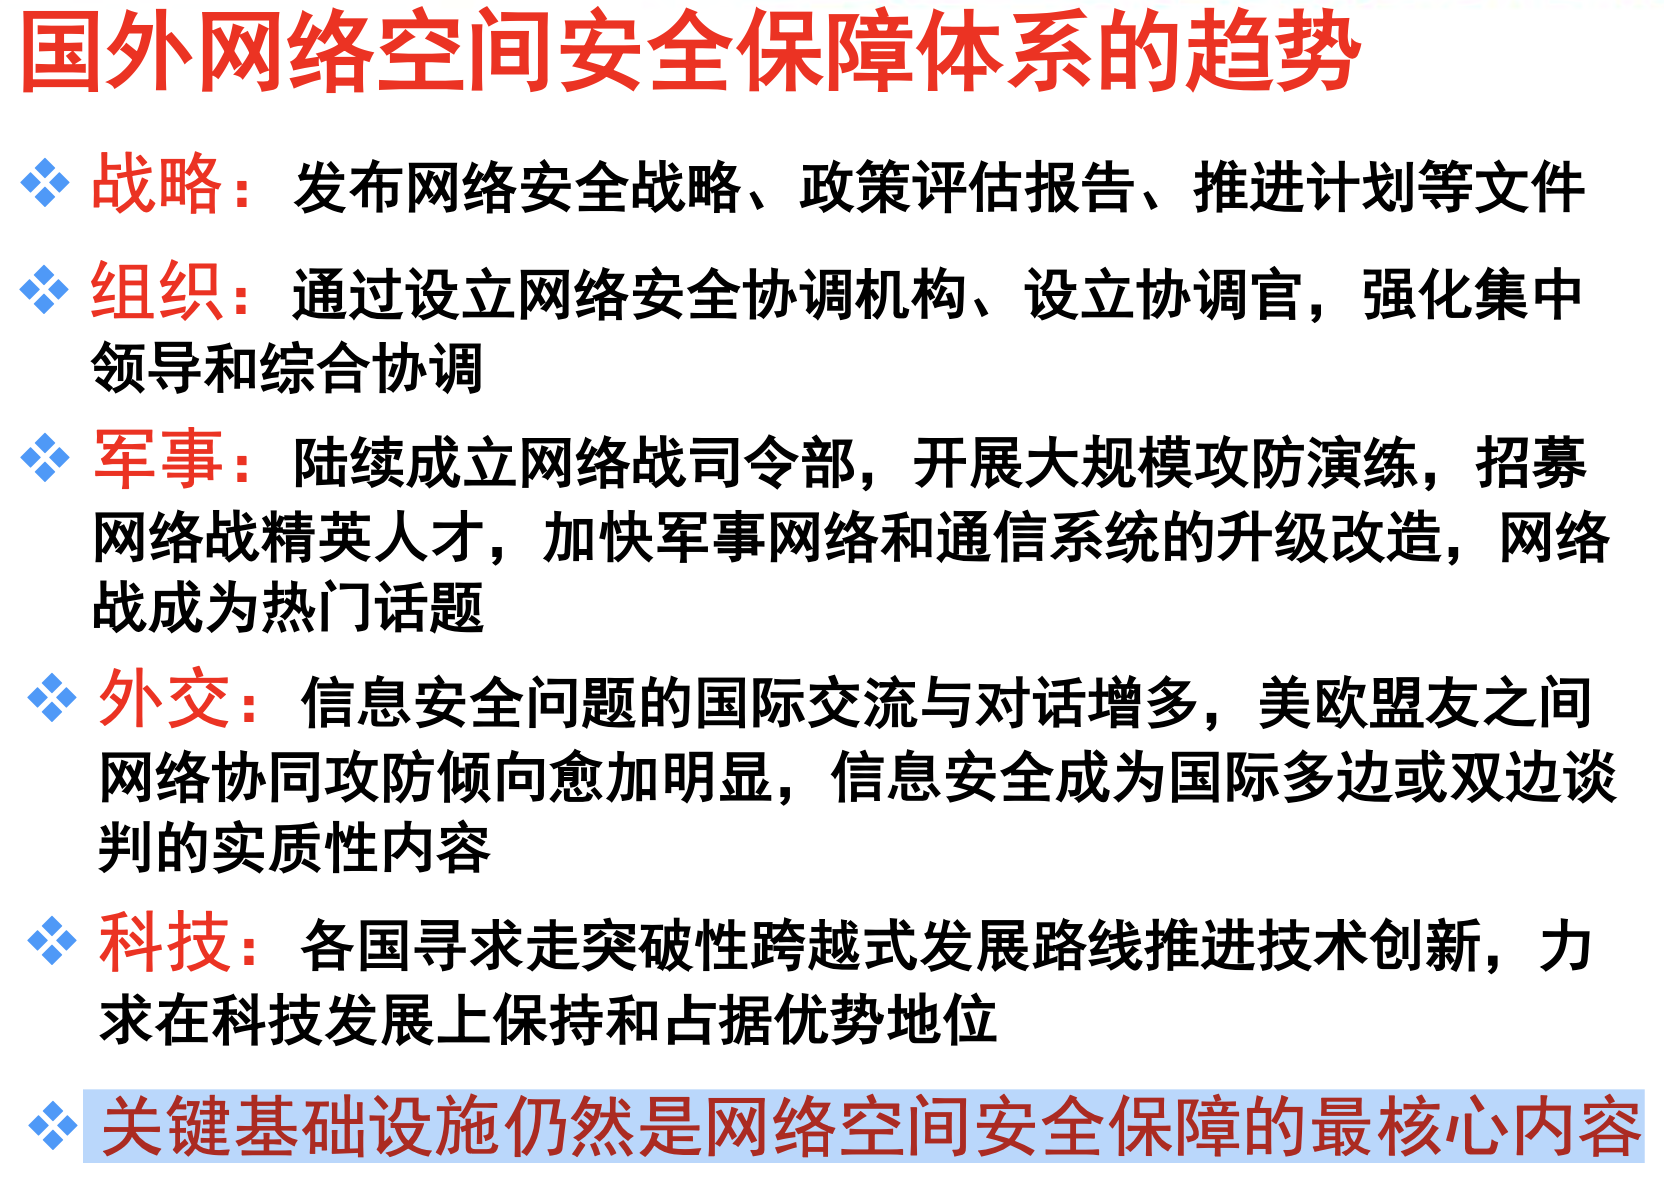 国外网络空间安全保障体系的趋势
❖ 战略：发布网络安全战略、政策评估报告、推进计划等文件
❖ 组织：通过设立网络安全协调机构、设立协调官，强化集中
领导和综合协调
❖ 军事：陆续成立网络战司令部，开展大规模攻防演练，招募
网络战精英人才，加快军事网络和通信系统的升级改造，网络
战成为热门话题
❖ 外交：信息安全问题的国际交流与对话增多，美欧盟友之间
网络协同攻防倾向愈加明显，信息安全成为国际多边或双边谈
判的实质性内容
❖ 科技：各国寻求走突破性跨越式发展路线推进技术创新，力
求在科技发展上保持和占据优势地位
❖ 关键基础设施仍然是网络空间安全保障的最核心内容